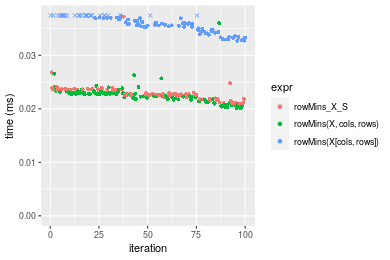 0.03
0.02
0.01
0.00
0
25
50
75
100
time (ms)
iteration
expr
rowMins_X_S
rowMins(X, cols, rows)
rowMins(X[cols, rows])